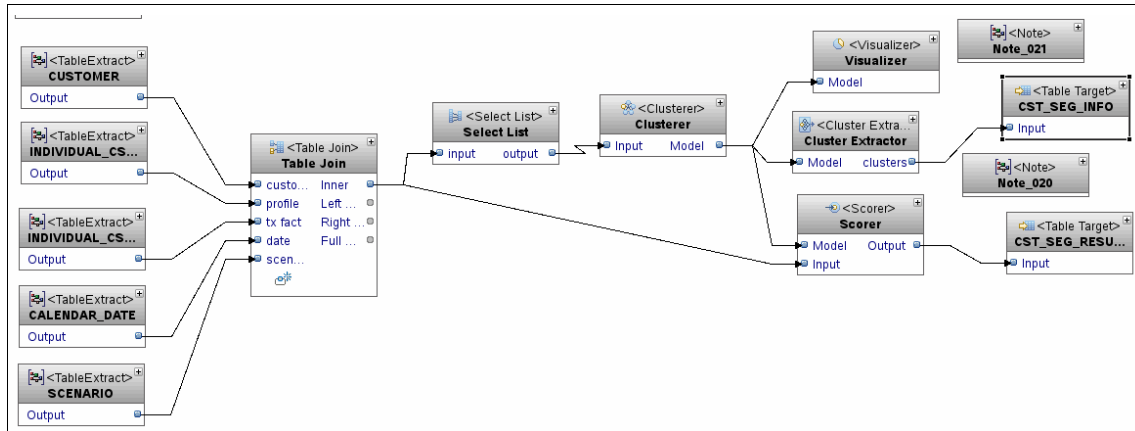 <TableExtract>
CUSTOMER
Output
<TableExtract>
INDIVIDUAL_CS...
Output
<TableExtract>
INDIVIDUAL_CS...
Output
<TableExtract>
CALENDAR_DATE
Output
<TableExtract>
SCENARIO
Output
<Table Join>
Table Join
custo... Inner
profile Left ...
tx fact Right ...
date Full ...
scen...
<Select List>
Select List
input output
<Clusterer>
Clusterer
Input Model
<Visualizer>
Visualizer
Model
<Cluster Extra...
Cluster Extractor
Model clusters
<Scorer>
Scorer
Model Output
Input
<Note>
Note_021
<Table Target>
CST_SEG_INFO
Input
<Note>
Note_020
<Table Target>
CST_SEG_RESU...
Input